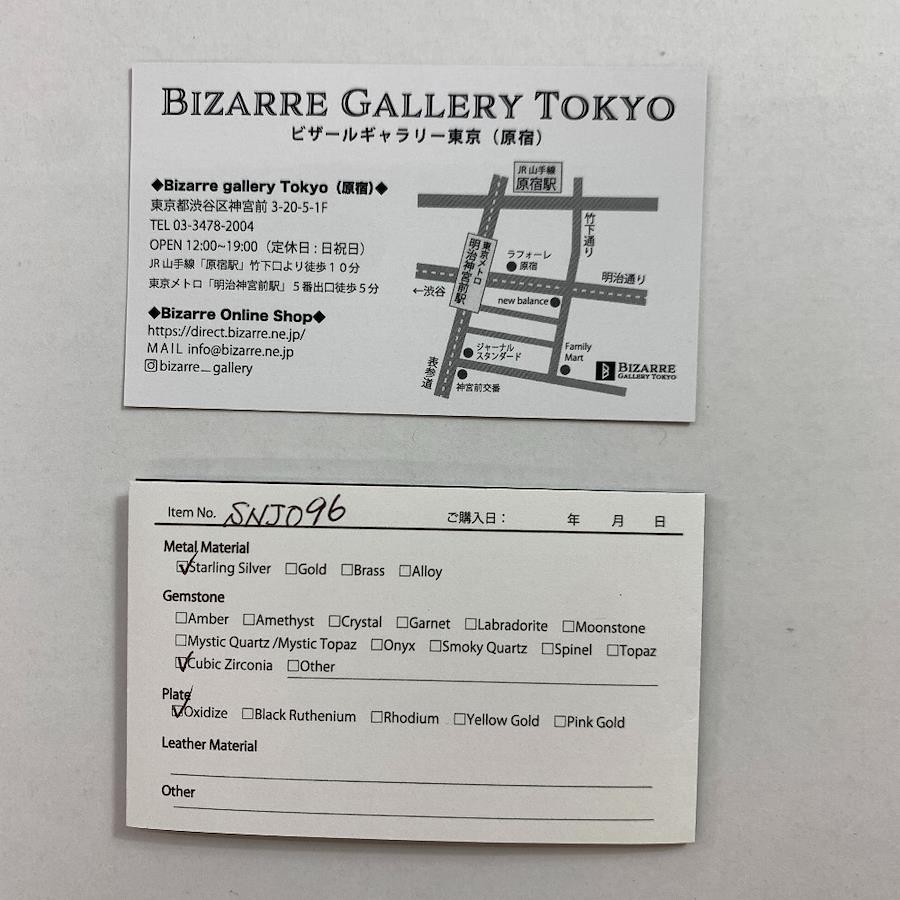 BIZARRE GALLERY TOKYO
ビザールギャラリー東京（原宿）
◆Bizarre gallery Tokyo（原宿）◆
東京都渋谷区神宮前 3-20-5-1F
TEL 03-3478-2004
OPEN 12:00~19:00（定休日 : 日祝日）
JR 山手線「原宿駅」竹下口より徒歩１０分
東京メトロ「明治神宮前駅」５番出口徒歩５分
◆Bizarre Online Shop◆
https://direct.bizarre.ne.jp/
MAIL info@bizarre.ne.jp
bizarre_gallery
JR 山手線
原宿駅
竹下通り
東京メトロ
明治神宮前駅
ラフォーレ
原宿
明治通り
←渋谷
new balance
ジャーナル
スタンダード
Family
Mart
表参道
神宮前交番
BIZARRE
GALLERY TOKYO
Item No. SNJ096 ご購入日： 年 月 日
Metal Material
☑Starling Silver ☐Gold ☐Brass ☐Alloy
Gemstone
☐Amber ☐Amethyst ☐Crystal ☐Garnet ☐Labradorite ☐Moonstone
☐Mystic Quartz /Mystic Topaz ☐Onyx ☐Smoky Quartz ☐Spinel ☐Topaz
☑Cubic Zirconia ☐Other
Plate
☑Oxidize ☐Black Ruthenium ☐Rhodium ☐Yellow Gold ☐Pink Gold
Leather Material
Other